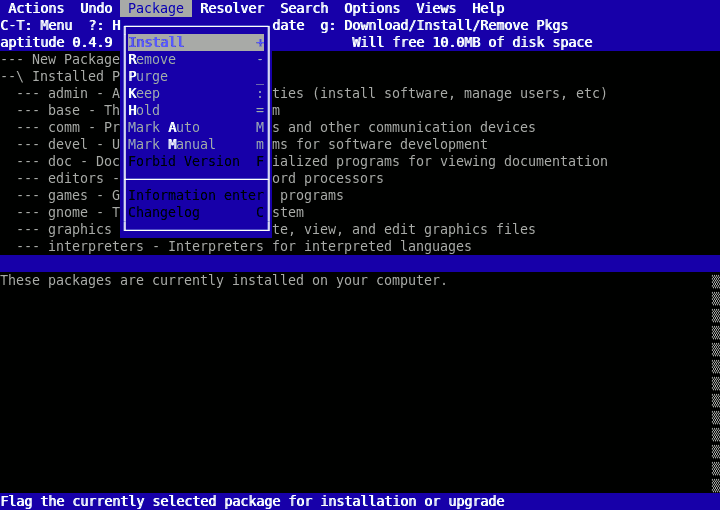 Actions  Undo  Package  Resolver  Search  Options  Views  Help
C-T: Menu  ?: H                   date  g: Download/Install/Remove Pkgs
aptitude 0.4.9                              Will free 10.0MB of disk space
--- New Package
--\ Installed P
  --- admin - A                   ties (install software, manage users, etc)
  --- base - Th                   m
  --- comm - Pr                   s and other communication devices
  --- devel - U                   ms for software development
  --- doc - Doc                   ialized programs for viewing documentation
  --- editors -                   ord processors
  --- games - G                    programs
  --- gnome - T                   stem
  --- graphics                    te, view, and edit graphics files
  --- interpreters - Interpreters for interpreted languages
Install         +
Remove          -
Purge           _
Keep            :
Hold            =
Mark Auto       M
Mark Manual     m
Forbid Version  F
Information enter
Changelog       C
These packages are currently installed on your computer.
Flag the currently selected package for installation or upgrade